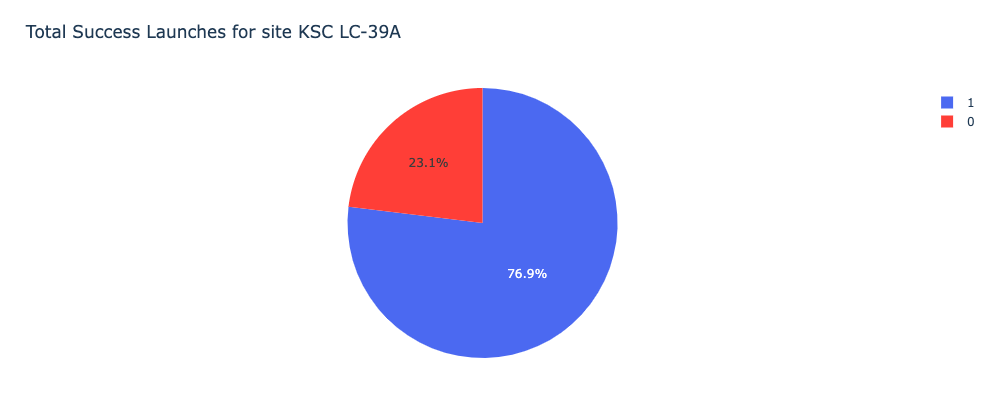 Total Success Launches for site KSC LC-39A
1
0
23.1%
76.9%